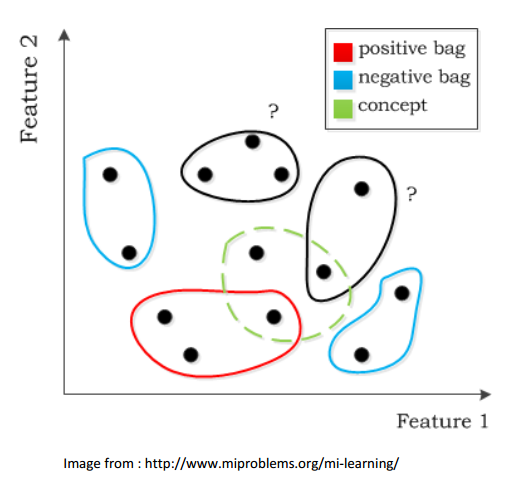 Feature 2
positive bag
negative bag
concept
?
?
Feature 1
Image from : http://www.miproblems.org/mi-learning/